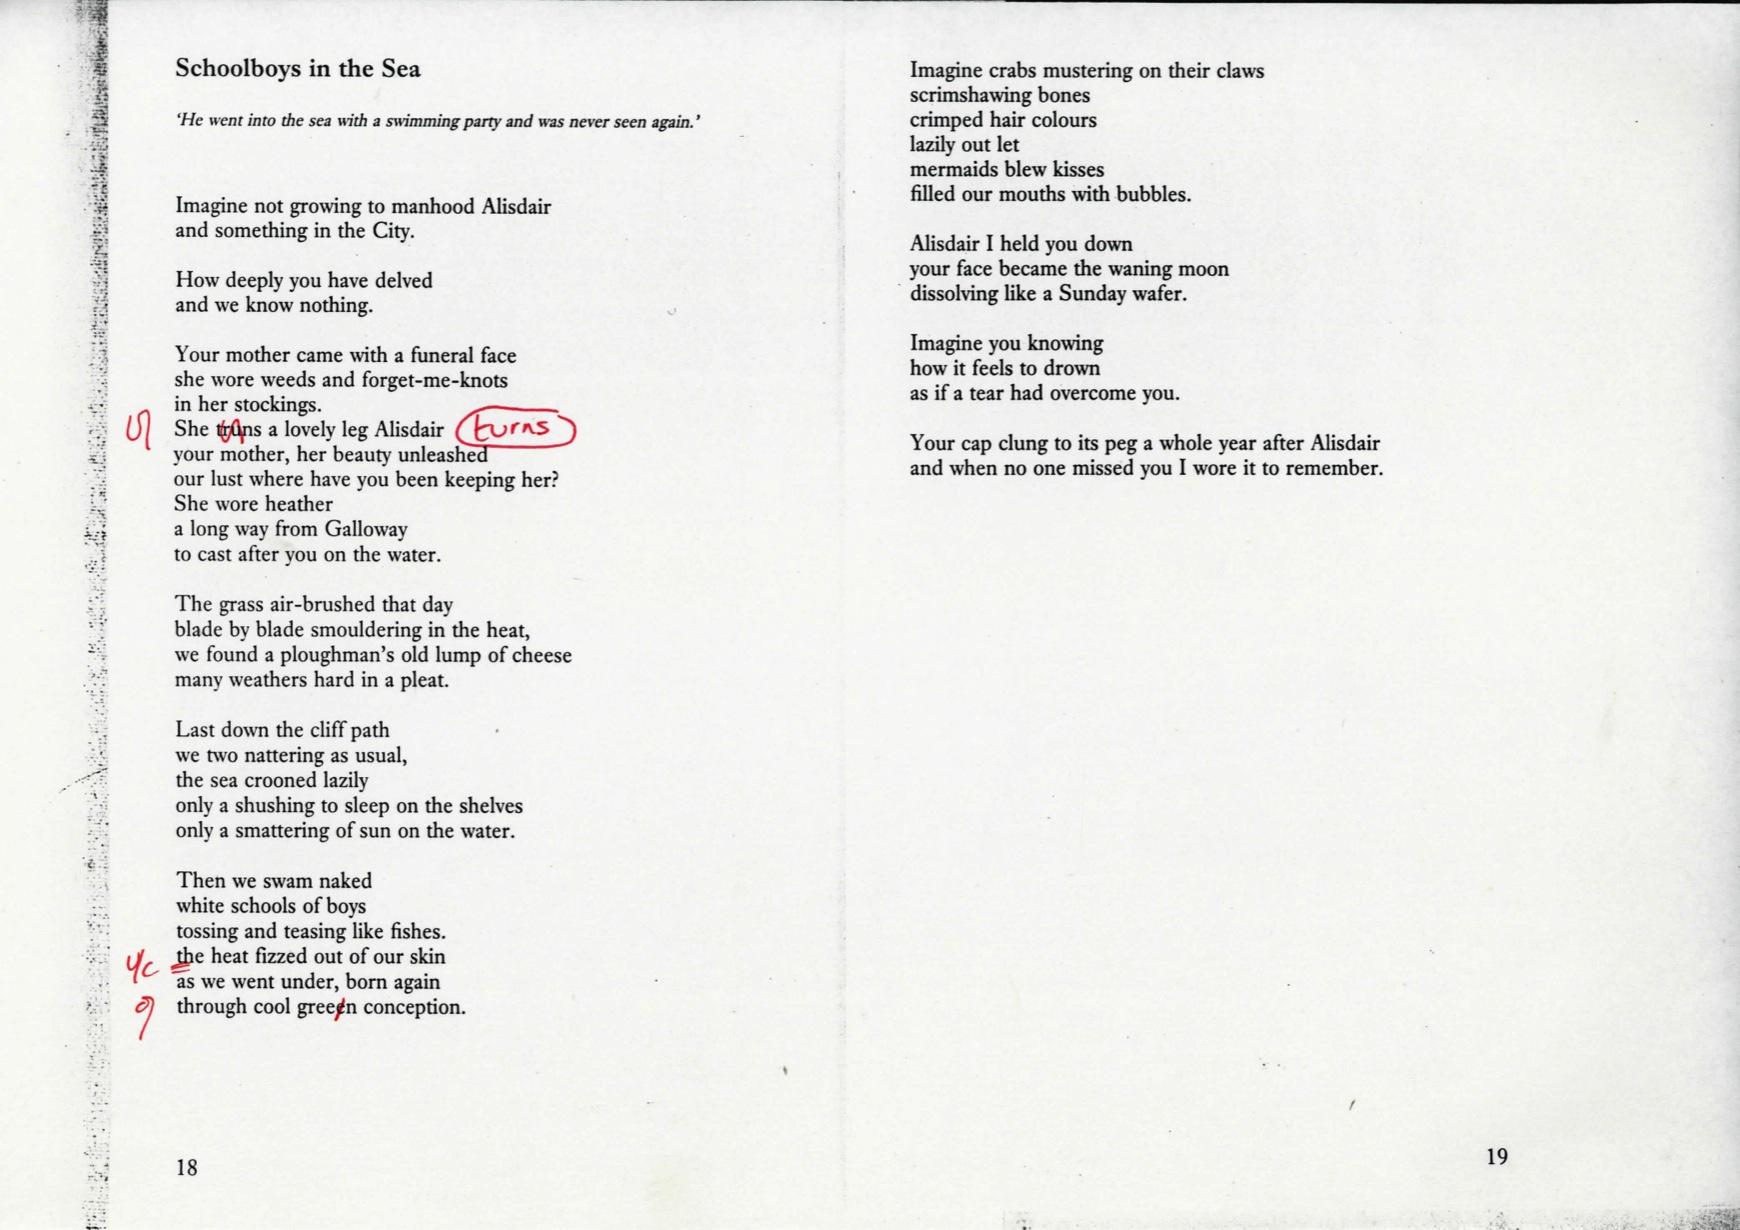 Schoolboys in the Sea
‘He went into the sea with a swimming party and was never seen again.’
Imagine not growing to manhood Alisdair
and something in the City.
How deeply you have delved
and we know nothing.
Your mother came with a funeral face
she wore weeds and forget-me-knots
in her stockings.
She truns a lovely leg Alisdair turns
your mother, her beauty unleashed
our lust where have you been keeping her?
She wore heather
a long way from Galloway
to cast after you on the water.
The grass air-brushed that day
blade by blade smouldering in the heat,
we found a ploughman’s old lump of cheese
many weathers hard in a pleat.
Last down the cliff path
we two nattering as usual,
the sea crooned lazily
only a shushing to sleep on the shelves
only a smattering of sun on the water.
Then we swam naked
white schools of boys
tossing and teasing like fishes.
u/c the heat fizzed out of our skin
as we went under, born again
through cool greeen conception.
18
Imagine crabs mustering on their claws
scrimshawing bones
crimped hair colours
lazily out let
mermaids blew kisses
filled our mouths with bubbles.
Alisdair I held you down
your face became the waning moon
dissolving like a Sunday wafer.
Imagine you knowing
how it feels to drown
as if a tear had overcome you.
Your cap clung to its peg a whole year after Alisdair
and when no one missed you I wore it to remember.
19